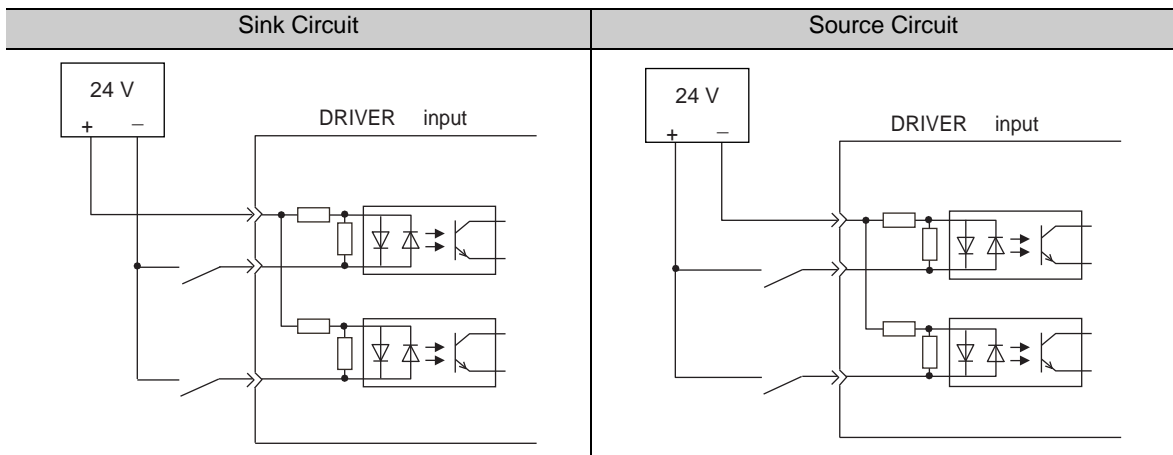 Sink Circuit
Source Circuit
24 V
+ −
DRIVER input
24 V
+ −
DRIVER input